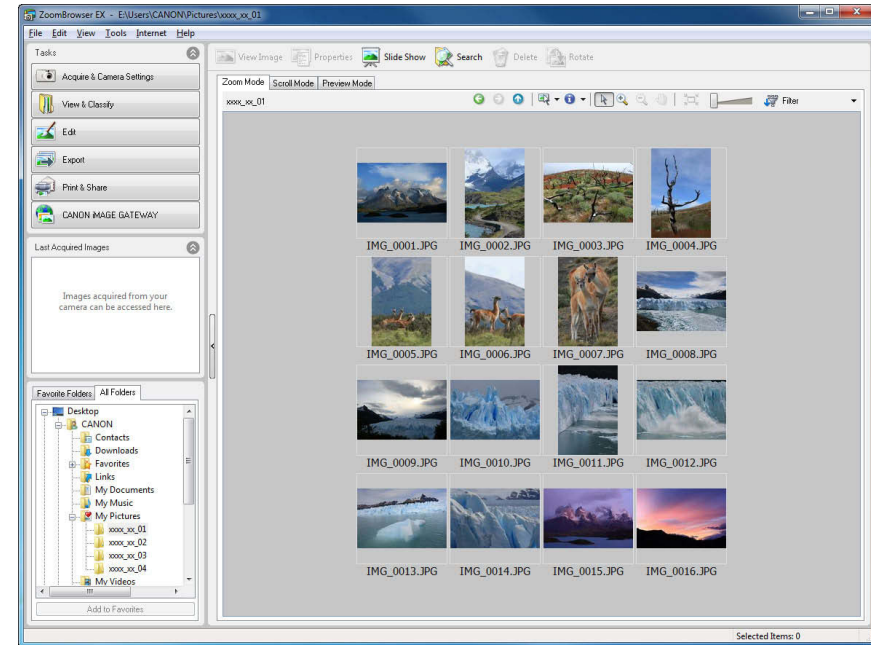 ZoomBrowser EX - E:\Users\CANON\Pictures\xxxx_xx_01
File Edit View Tools Internet Help
Tasks
Acquire & Camera Settings
View & Classify
Edit
Export
Print & Share
CANON iMAGE GATEWAY
Last Acquired Images
Images acquired from your
camera can be accessed here.
Favorite Folders All Folders
Desktop
CANON
Contacts
Downloads
Favorites
Links
My Documents
My Music
My Pictures
xxxx_xx_01
xxxx_xx_02
xxxx_xx_03
xxxx_xx_04
My Videos
Add to Favorites
View Image Properties Slide Show Search Delete Rotate
Zoom Mode Scroll Mode Preview Mode
xxxx_xx_01 Filter
IMG_0001.JPG IMG_0002.JPG IMG_0003.JPG IMG_0004.JPG
IMG_0005.JPG IMG_0006.JPG IMG_0007.JPG IMG_0008.JPG
IMG_0009.JPG IMG_0010.JPG IMG_0011.JPG IMG_0012.JPG
IMG_0013.JPG IMG_0014.JPG IMG_0015.JPG IMG_0016.JPG
Selected Items: 0